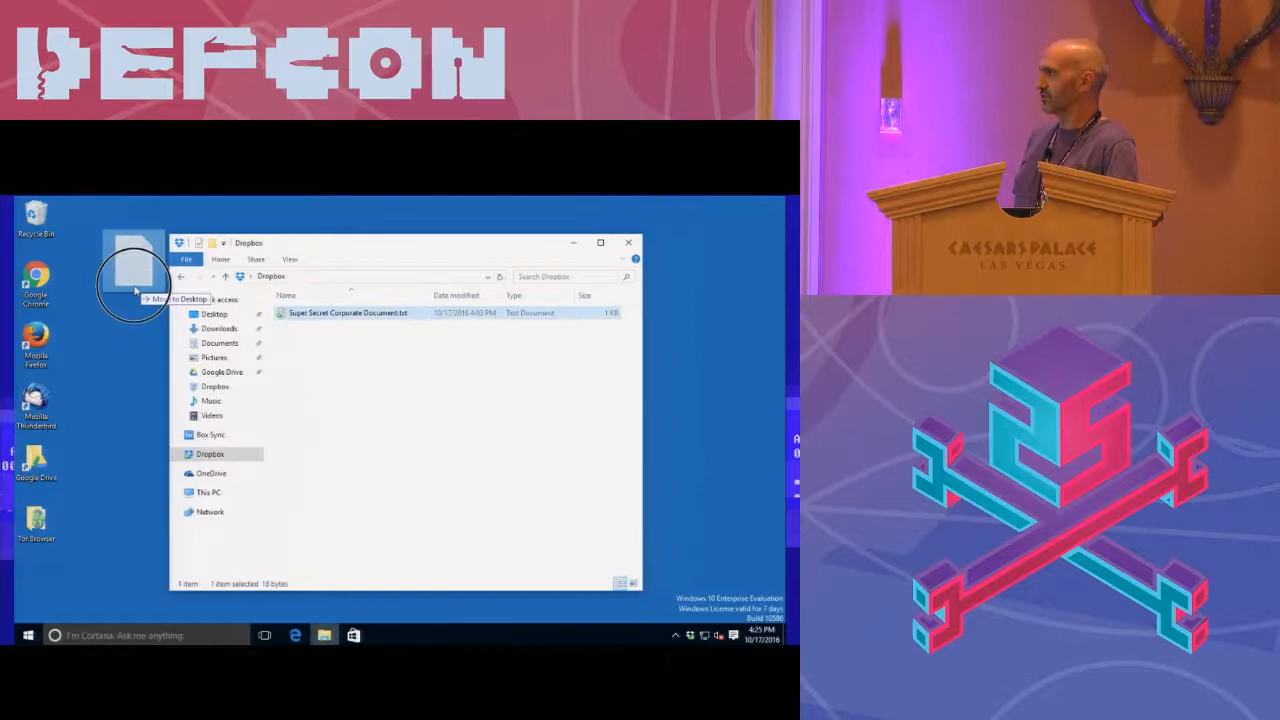 DEFCON
CAESARS PALACE
LAS VEGAS
Recycle Bin
Google
Chrome
Mozilla
Firefox
Mozilla
Thunderbird
Google Drive
Tor Browser
Dropbox
File Home Share View
Dropbox
Search Dropbox
Move to Desktop
k access
Desktop
Downloads
Documents
Pictures
Google Drive
Dropbox
Music
Videos
Box Sync
Dropbox
OneDrive
This PC
Network
Name Date modified Type Size
Super Secret Corporate Document.txt 10/17/2016 4:03 PM Text Document 1 KB
1 item 1 item selected 18 bytes
Windows 10 Enterprise Evaluation
Windows License valid for 7 days
Build 10586
I'm Cortana. Ask me anything.
4:25 PM
10/17/2016
25